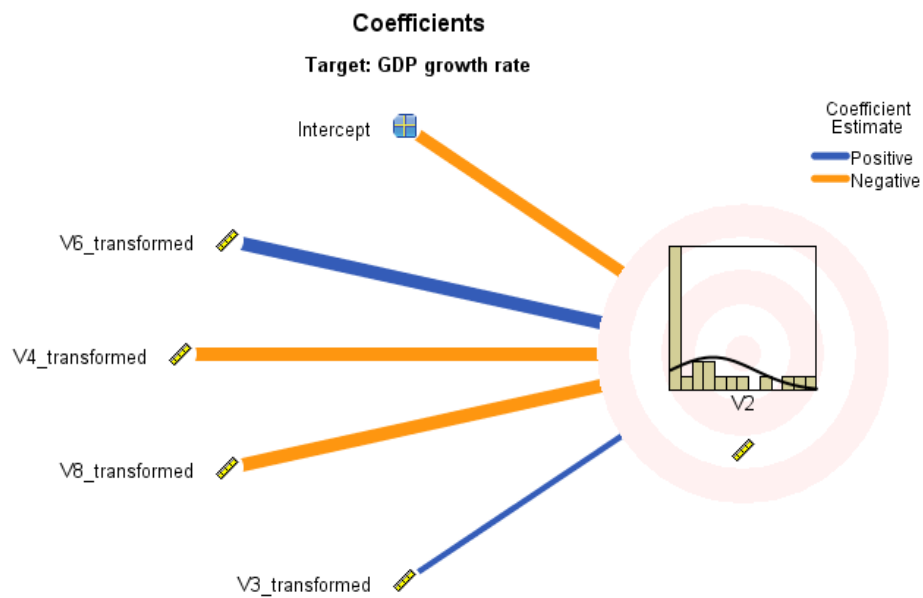 Coefficients
Target: GDP growth rate
Intercept
Coefficient
Estimate
Positive
Negative
V6_transformed
V4_transformed
V2
V8_transformed
V3_transformed